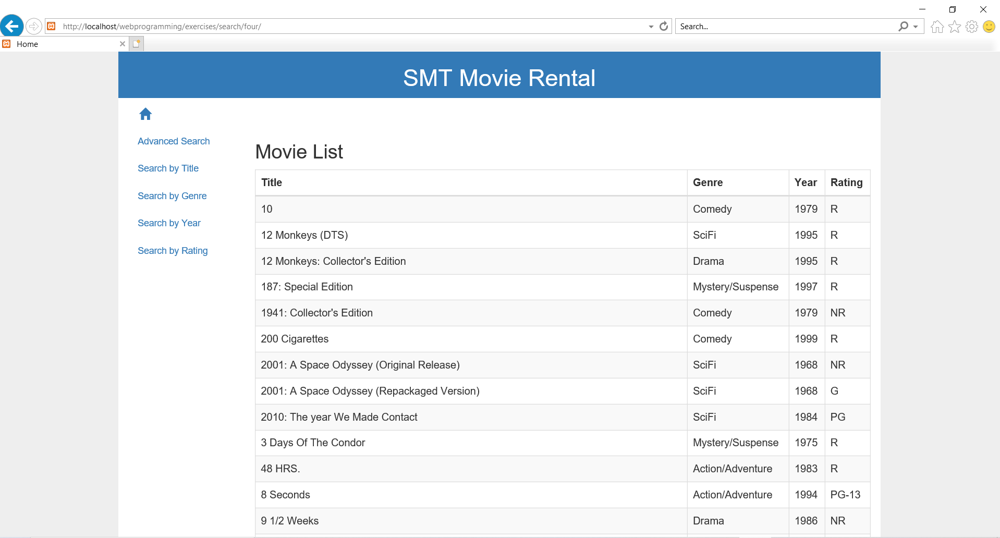 http://localhost/webprogramming/exercises/search/four/
Search...
Home
SMT Movie Rental
Advanced Search
Search by Title
Search by Genre
Search by Year
Search by Rating
Movie List
Title Genre Year Rating
10 Comedy 1979 R
12 Monkeys (DTS) SciFi 1995 R
12 Monkeys: Collector's Edition Drama 1995 R
187: Special Edition Mystery/Suspense 1997 R
1941: Collector's Edition Comedy 1979 NR
200 Cigarettes Comedy 1999 R
2001: A Space Odyssey (Original Release) SciFi 1968 NR
2001: A Space Odyssey (Repackaged Version) SciFi 1968 G
2010: The year We Made Contact SciFi 1984 PG
3 Days Of The Condor Mystery/Suspense 1975 R
48 HRS. Action/Adventure 1983 R
8 Seconds Action/Adventure 1994 PG-13
9 1/2 Weeks Drama 1986 NR